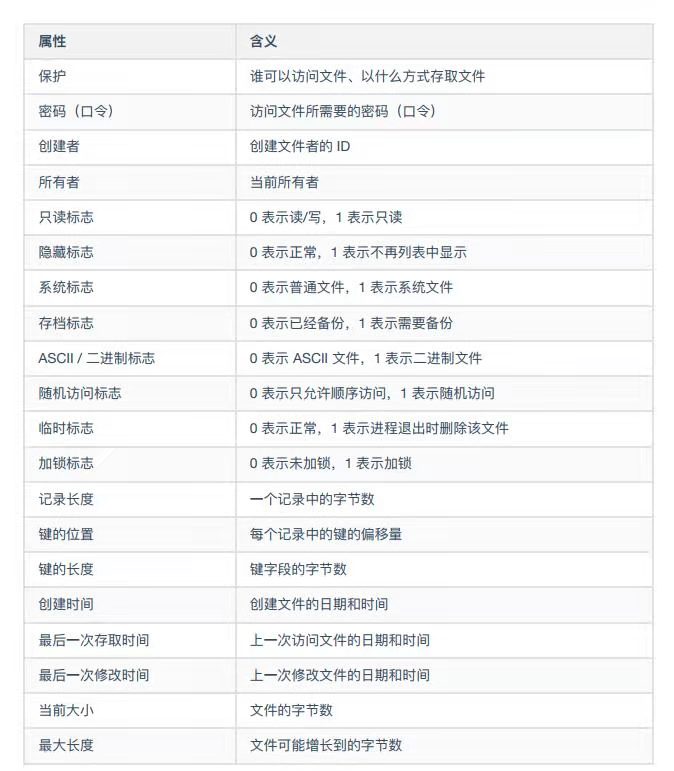 属性 含义
保护 谁可以访问文件、以什么方式存取文件
密码（口令） 访问文件所需要的密码（口令）
创建者 创建文件者的 ID
所有者 当前所有者
只读标志 0 表示读/写，1 表示只读
隐藏标志 0 表示正常，1 表示不再列表中显示
系统标志 0 表示普通文件，1 表示系统文件
存档标志 0 表示已经备份，1 表示需要备份
ASCII / 二进制标志 0 表示 ASCII 文件，1 表示二进制文件
随机访问标志 0 表示只允许顺序访问，1 表示随机访问
临时标志 0 表示正常，1 表示进程退出时删除该文件
加锁标志 0 表示未加锁，1 表示加锁
记录长度 一个记录中的字节数
键的位置 每个记录中的键的偏移量
键的长度 键字段的字节数
创建时间 创建文件的日期和时间
最后一次存取时间 上一次访问文件的日期和时间
最后一次修改时间 上一次修改文件的日期和时间
当前大小 文件的字节数
最大长度 文件可能增长到的字节数